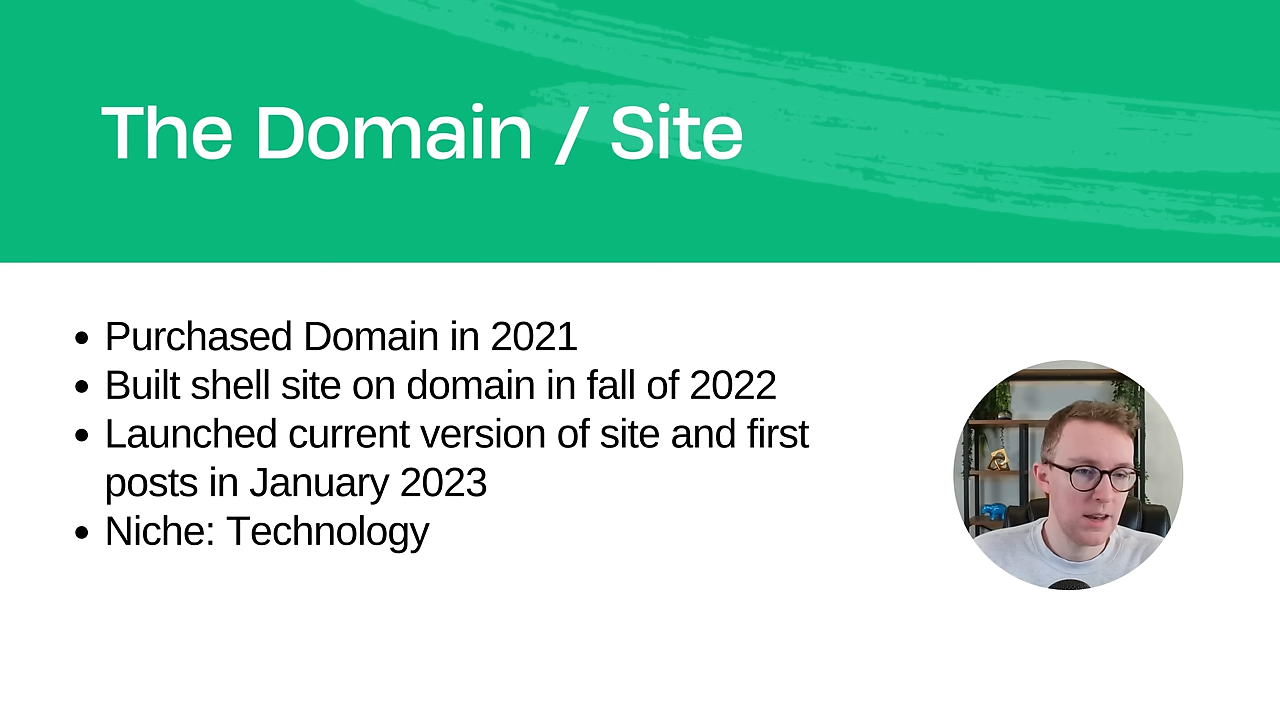 The Domain / Site
• Purchased Domain in 2021
• Built shell site on domain in fall of 2022
• Launched current version of site and first
posts in January 2023
• Niche: Technology